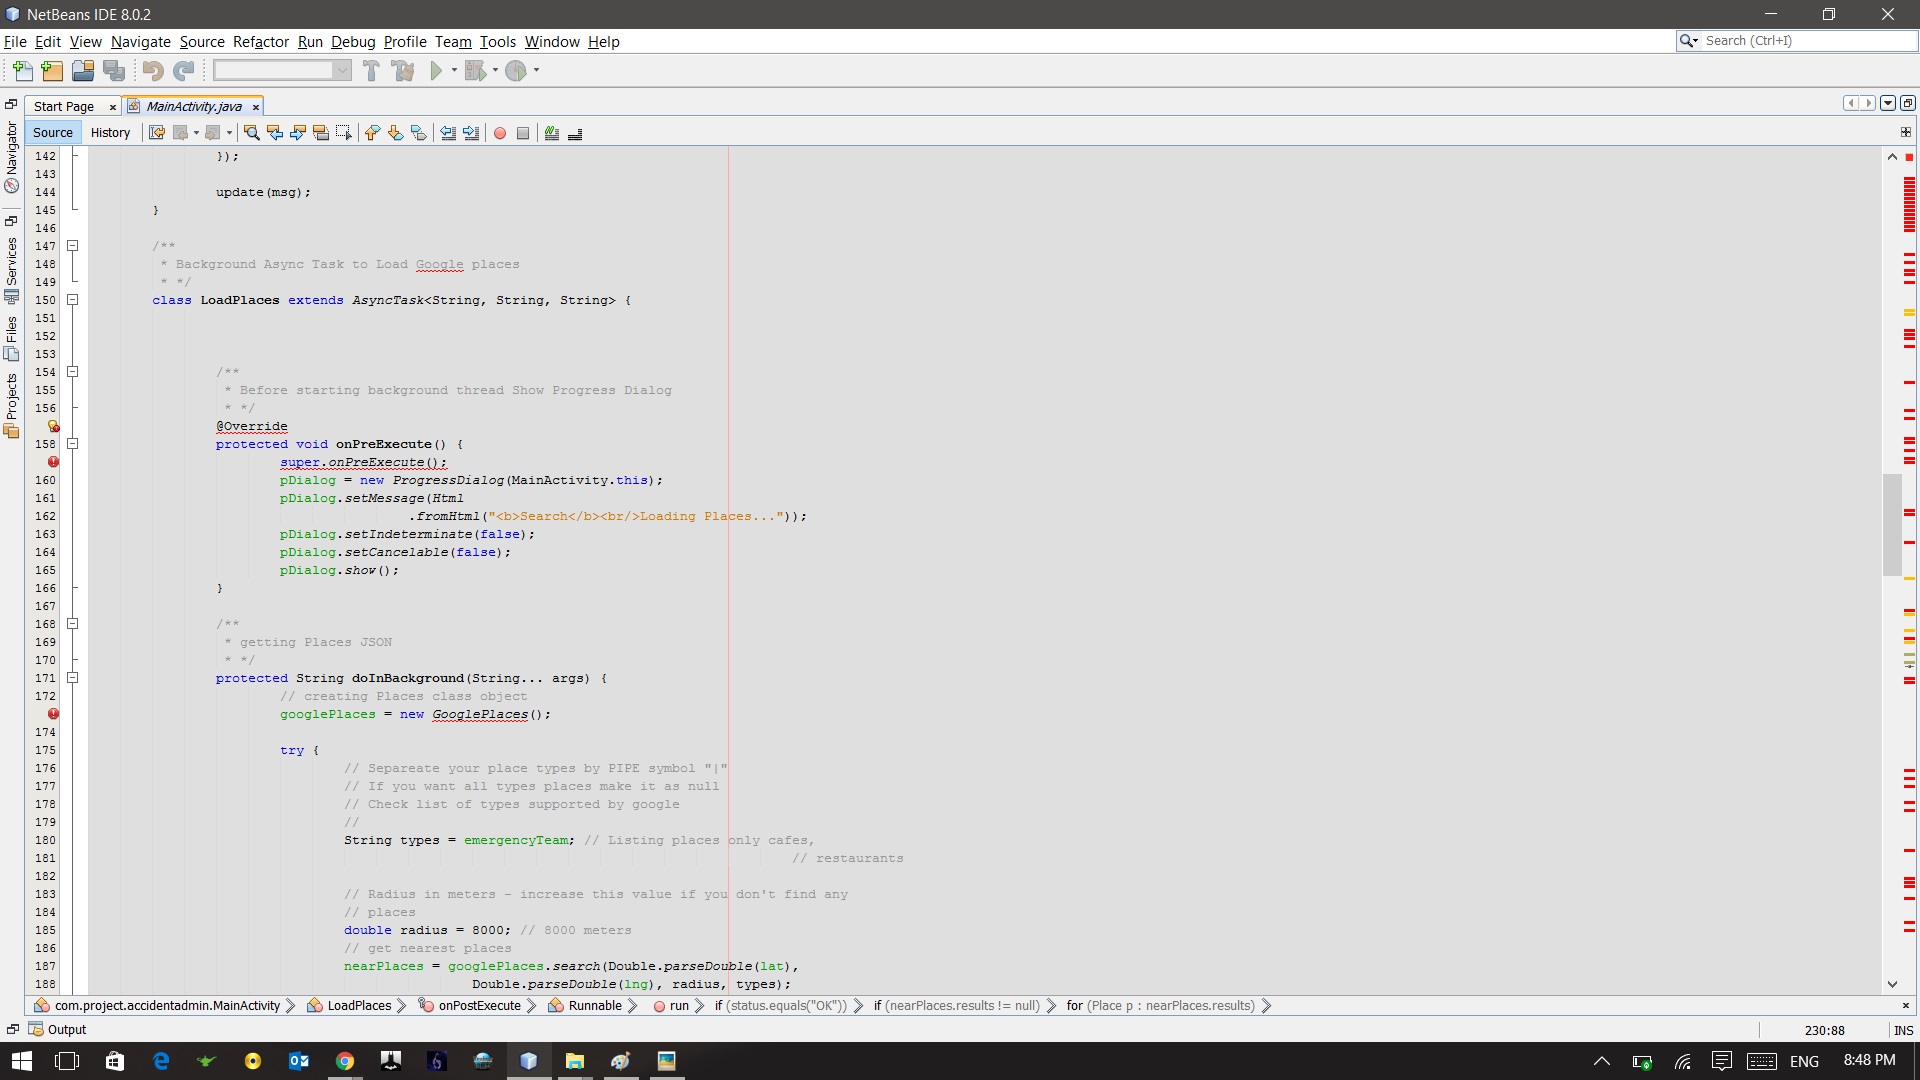 NetBeans IDE 8.0.2
File Edit View Navigate Source Refactor Run Debug Profile Team Tools Window Help
Search (Ctrl+I)
Start Page
MainActivity.java
Source History
Navigator
Services
Files
Projects
142 });
143
144 update(msg);
145 }
146
147 /**
148 * Background Async Task to Load Google places
149 * */
150 class LoadPlaces extends AsyncTask<String, String, String> {
151
152
153
154 /**
155 * Before starting background thread Show Progress Dialog
156 * */
@Override
158 protected void onPreExecute() {
super.onPreExecute();
160 pDialog = new ProgressDialog(MainActivity.this);
161 pDialog.setMessage(Html
162 .fromHtml("<b>Search</b><br/>Loading Places..."));
163 pDialog.setIndeterminate(false);
164 pDialog.setCancelable(false);
165 pDialog.show();
166 }
167
168 /**
169 * getting Places JSON
170 * */
171 protected String doInBackground(String... args) {
172 // creating Places class object
googlePlaces = new GooglePlaces();
174
175 try {
176 // Separeate your place types by PIPE symbol "|"
177 // If you want all types places make it as null
178 // Check list of types supported by google
179 //
180 String types = emergencyTeam; // Listing places only cafes,
181 // restaurants
182
183 // Radius in meters - increase this value if you don't find any
184 // places
185 double radius = 8000; // 8000 meters
186 // get nearest places
187 nearPlaces = googlePlaces.search(Double.parseDouble(lat),
188 Double.parseDouble(lng), radius, types);
com.project.accidentadmin.MainActivity LoadPlaces onPostExecute Runnable run if (status.equals("OK")) if (nearPlaces.results != null) for (Place p : nearPlaces.results)
Output
230:88 INS
ENG 8:48 PM